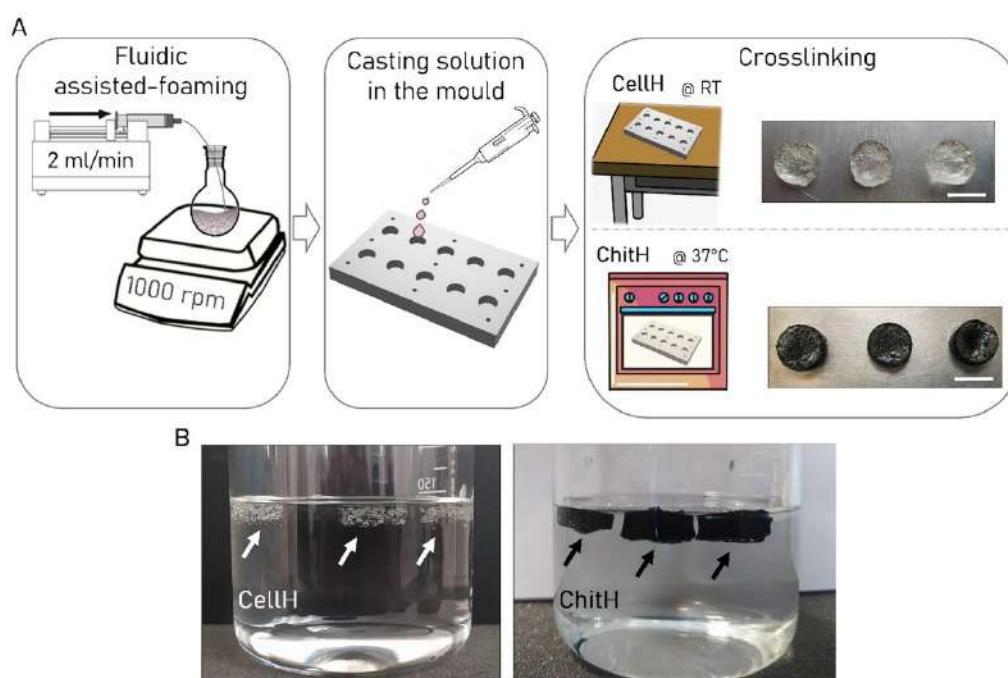 A
Fluidic
assisted-foaming
2 ml/min
1000 rpm
Casting solution
in the mould
Crosslinking
CellH @ RT
ChitH @ 37°C
B
150
CellH
ChitH